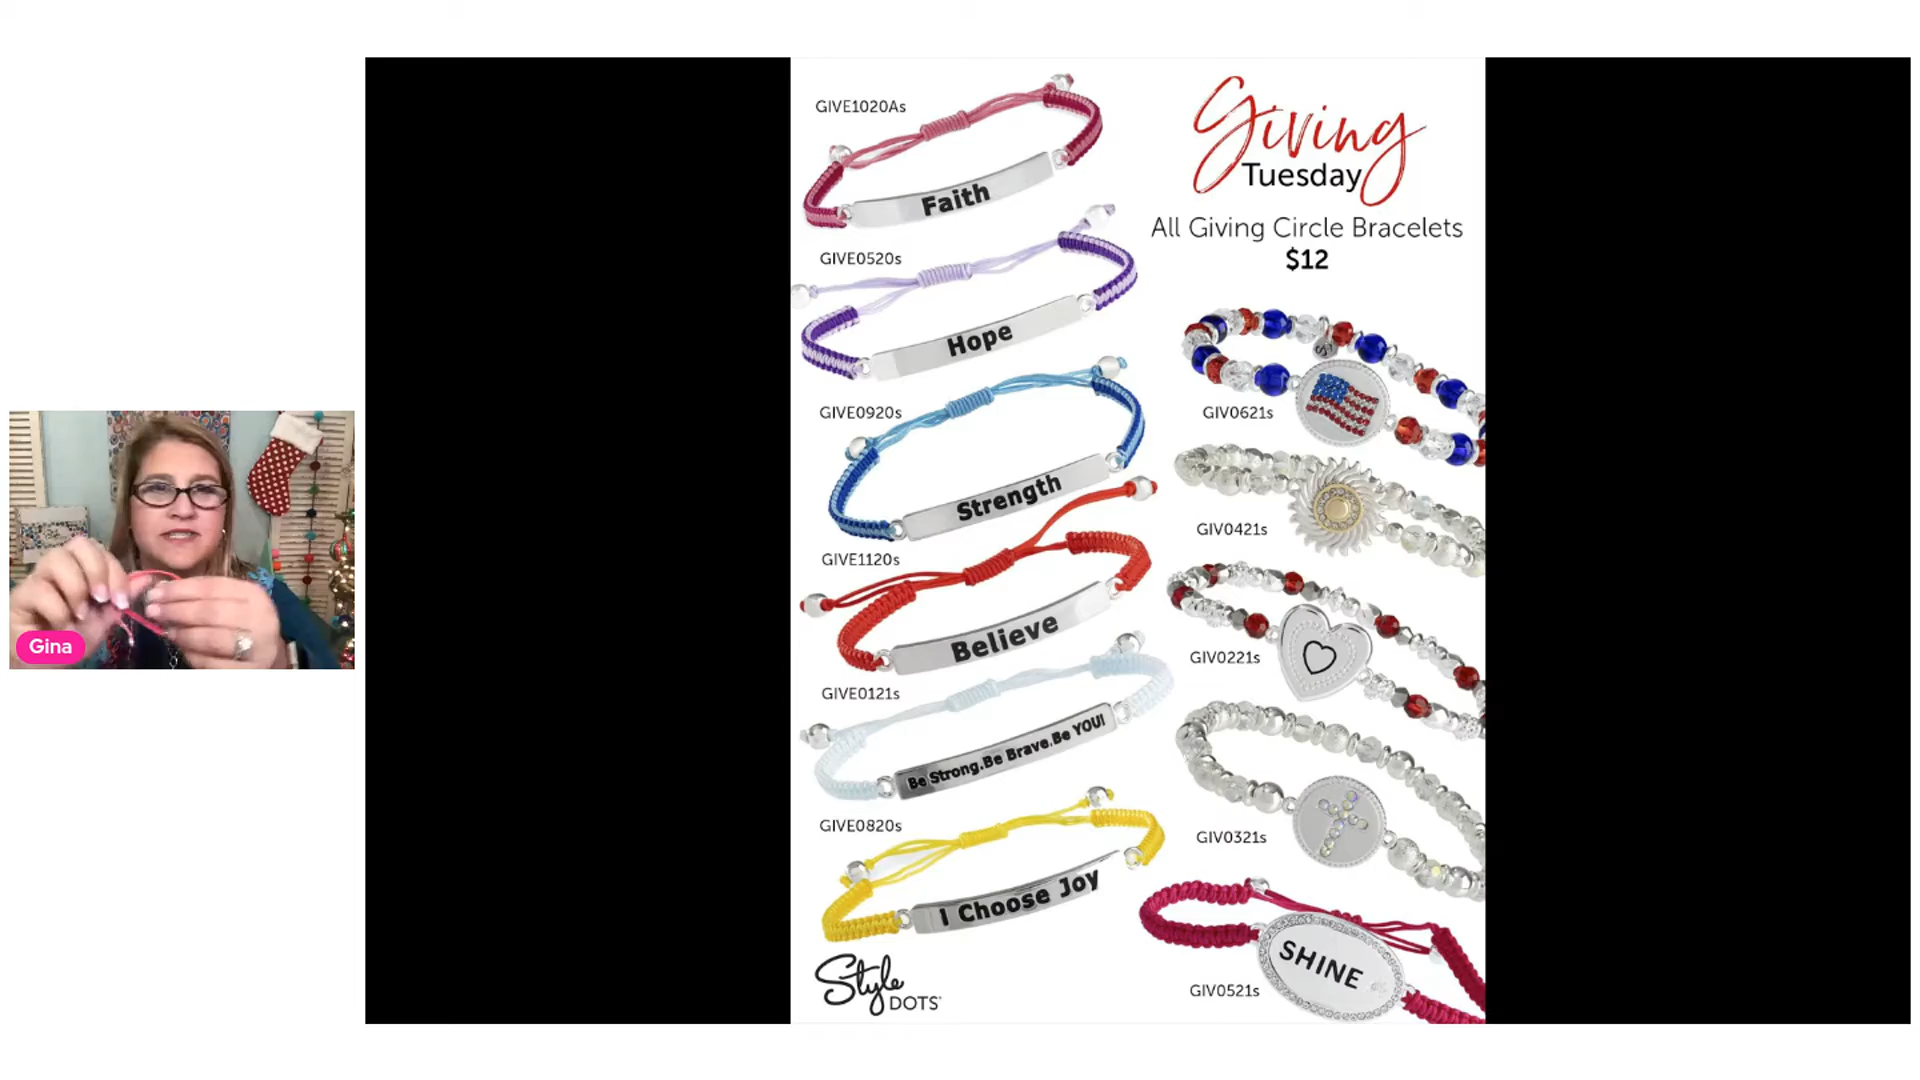 GIVE1020As
Faith
GIVE0520s
Hope
GIVE0920s
Strength
GIVE1120s
Believe
GIVE0121s
Be Strong.Be Brave.Be YOU!
GIVE0820s
I Choose Joy
Style
DOTS
Giving
Tuesday
All Giving Circle Bracelets
$12
GIV0621s
GIV0421s
GIV0221s
GIV0321s
SHINE
GIV0521s
Gina